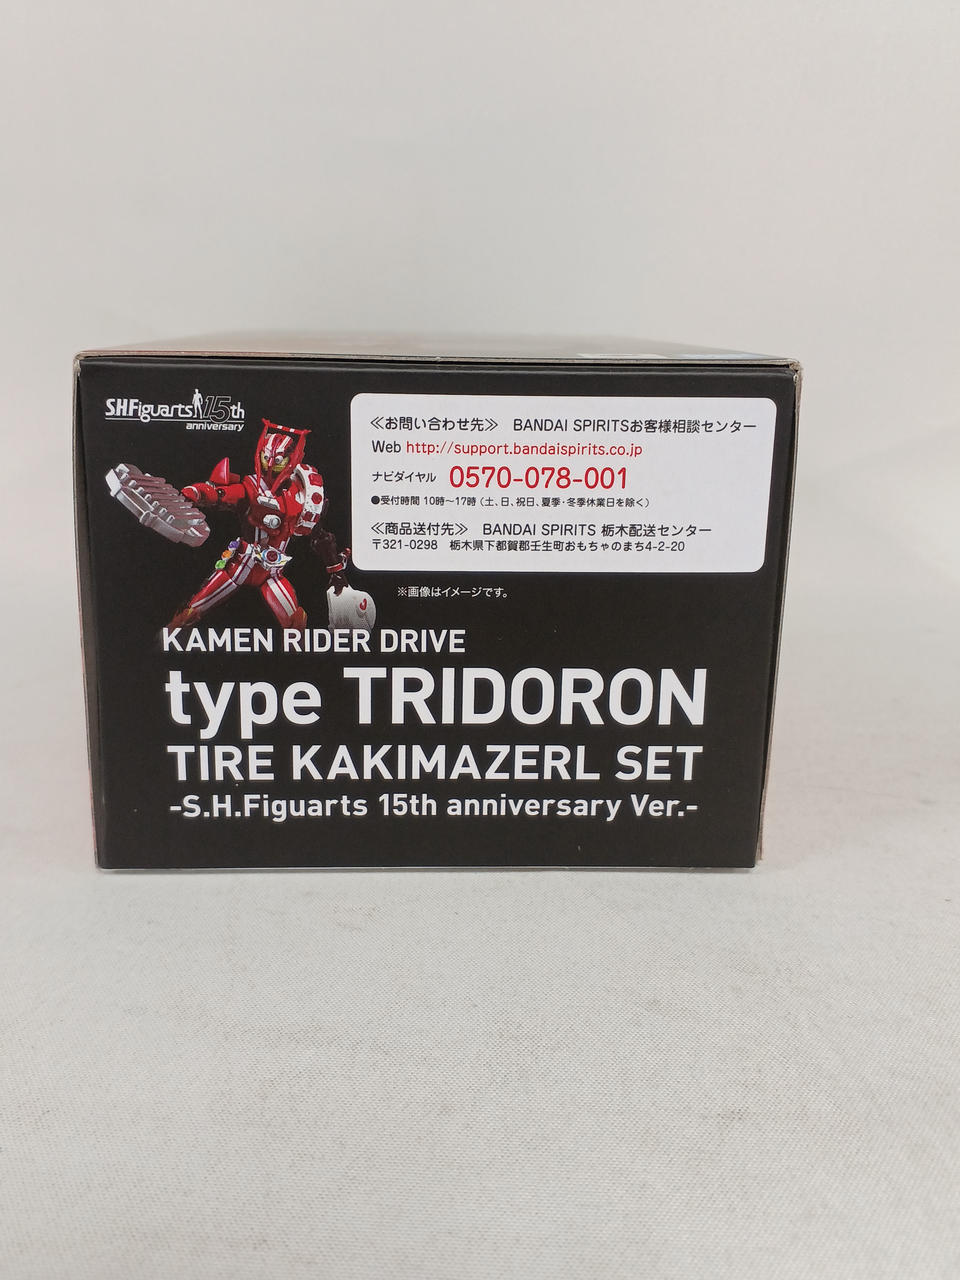 S.H.Figuarts 15th
anniversary
≪お問い合わせ先≫ BANDAI SPIRITSお客様相談センター
Web http://support.bandaispirits.co.jp
ナビダイヤル 0570-078-001
●受付時間 10時～17時（土、日、祝日、夏季・冬季休業日を除く）
≪商品送付先≫ BANDAI SPIRITS 栃木配送センター
〒321-0298 栃木県下都賀郡壬生町おもちゃのまち4-2-20
※画像はイメージです。
KAMEN RIDER DRIVE
type TRIDORON
TIRE KAKIMAZERL SET
-S.H.Figuarts 15th anniversary Ver.-